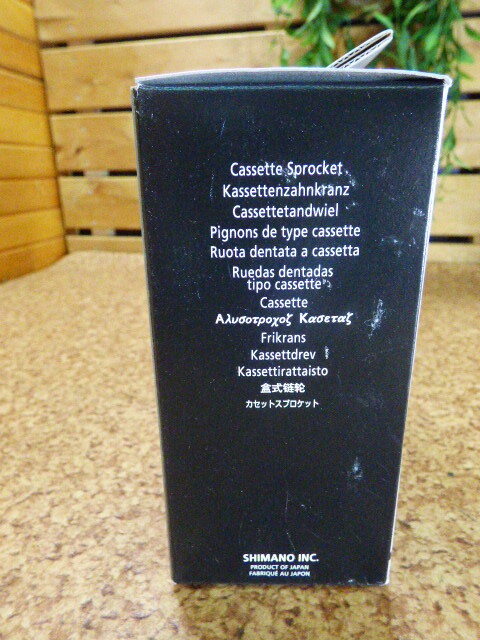 Cassette Sprocket
Kassettenzahnkranz
Cassettetandwiel
Pignons de type cassette
Ruota dentata a cassetta
Ruedas dentadas
tipo cassette
Cassette
Αλυσοτροχοζ Κασεταζ
Frikrans
Kassettdrev
Kassettirattaisto
盒式链轮
カセットスプロケット
SHIMANO INC.
PRODUCT OF JAPAN
FABRIQUÉ AU JAPON